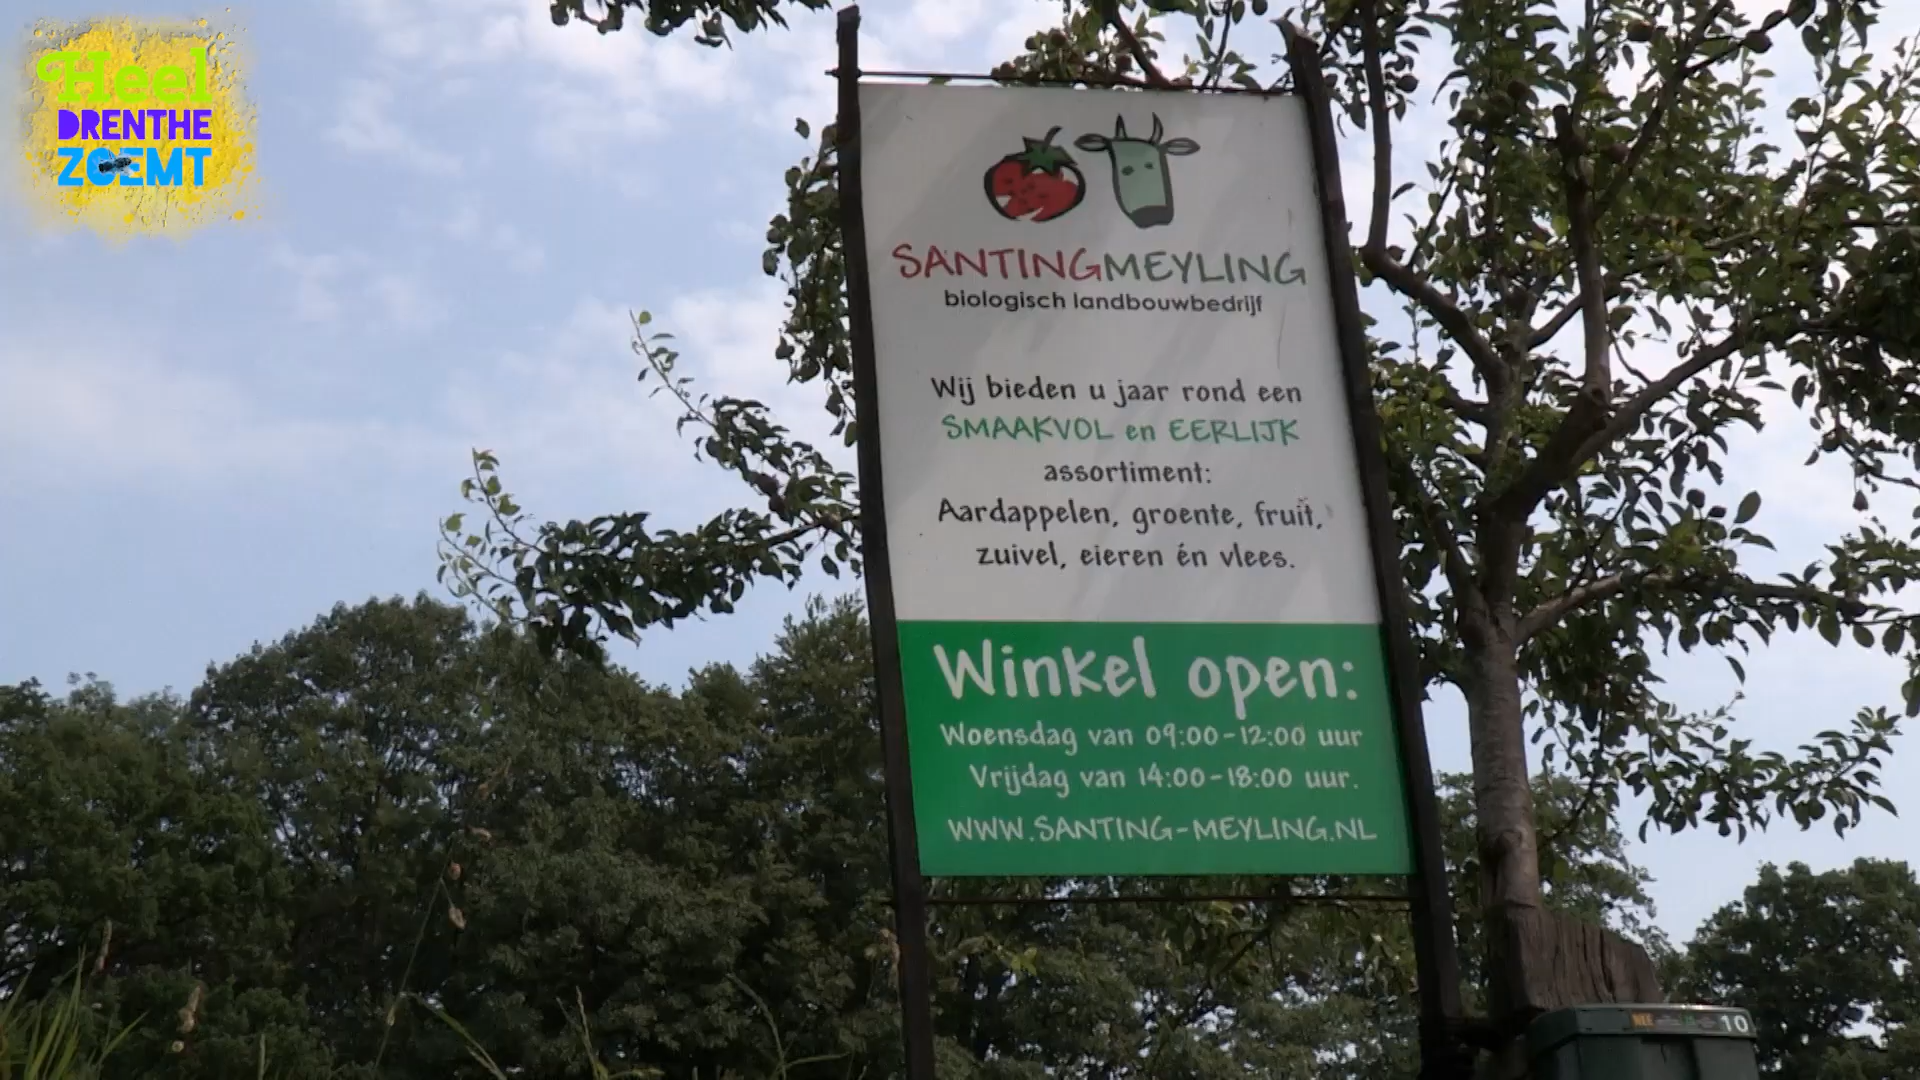 Heel
DRENTHE
ZOEMT
SANTINGMEYLING
biologisch landbouwbedrijf
Wij bieden u jaar rond een
SMAAKVOL en EERLIJK
assortiment:
Aardappelen, groente, fruit,
zuivel, eieren én vlees.
Winkel open:
Woensdag van 09:00-12:00 uur
Vrijdag van 14:00-18:00 uur.
WWW.SANTING-MEYLING.NL
NEE
10